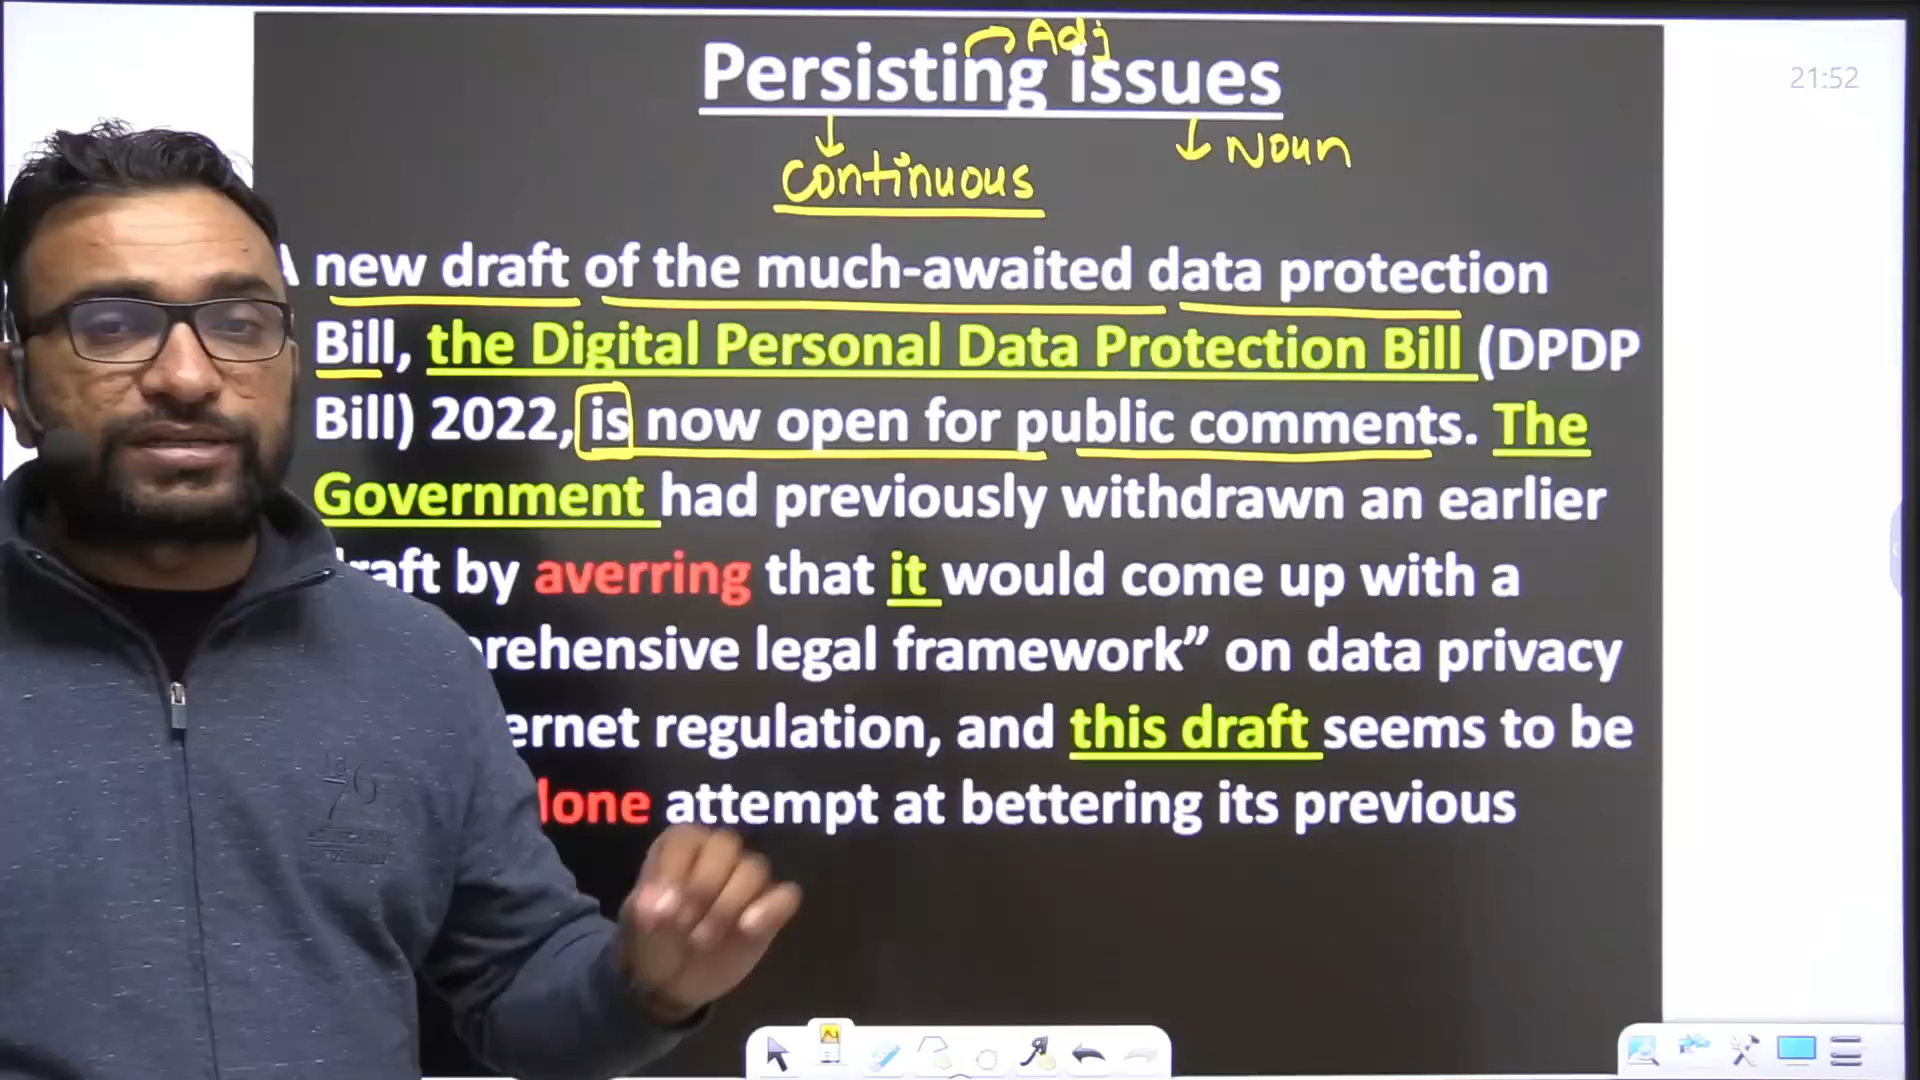 Adj
Persisting issues
21:52
Noun
continuous
new draft of the much-awaited data protection
Bill, the Digital Personal Data Protection Bill (DPDP
Bill) 2022, is now open for public comments. The
Government had previously withdrawn an earlier
by averring that it would come up with a
legal framework” on data privacy
regulation, and this draft seems to be
attempt at bettering its previous